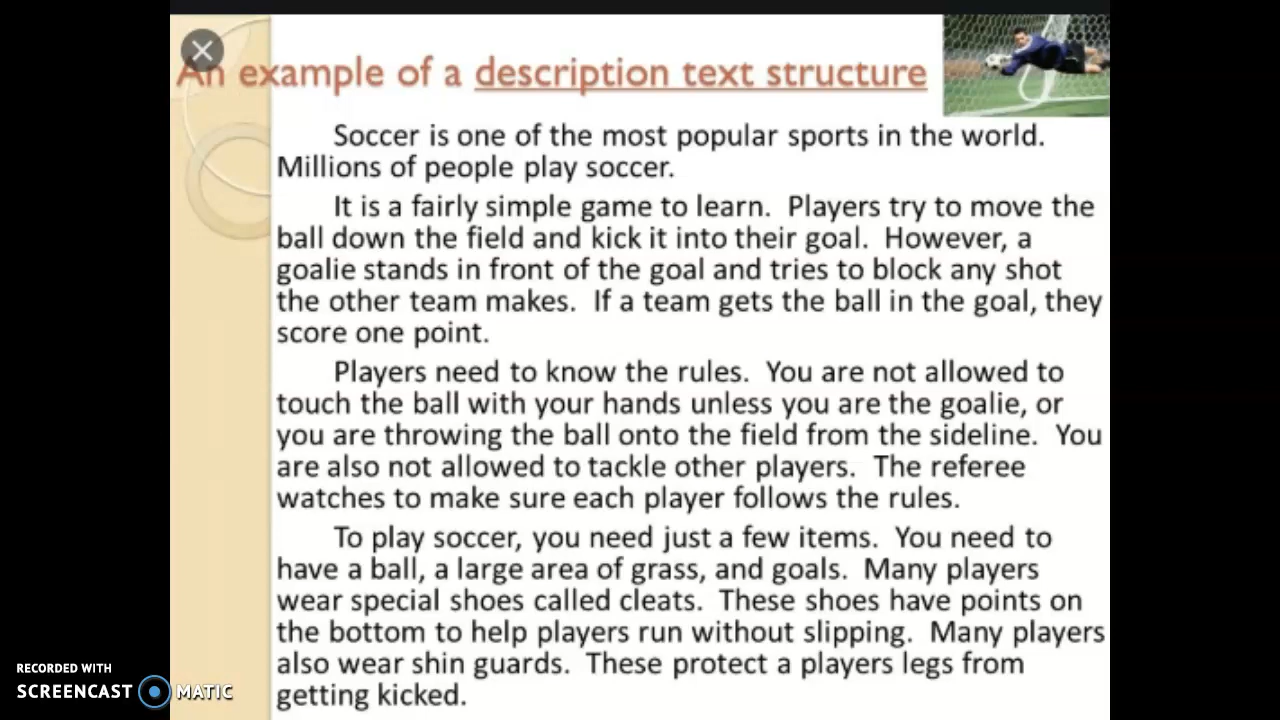 An example of a description text structure
Soccer is one of the most popular sports in the world.
Millions of people play soccer.
It is a fairly simple game to learn. Players try to move the
ball down the field and kick it into their goal. However, a
goalie stands in front of the goal and tries to block any shot
the other team makes. If a team gets the ball in the goal, they
score one point.
Players need to know the rules. You are not allowed to
touch the ball with your hands unless you are the goalie, or
you are throwing the ball onto the field from the sideline. You
are also not allowed to tackle other players. The referee
watches to make sure each player follows the rules.
To play soccer, you need just a few items. You need to
have a ball, a large area of grass, and goals. Many players
wear special shoes called cleats. These shoes have points on
the bottom to help players run without slipping. Many players
also wear shin guards. These protect a players legs from
getting kicked.
RECORDED WITH
SCREENCAST MATIC